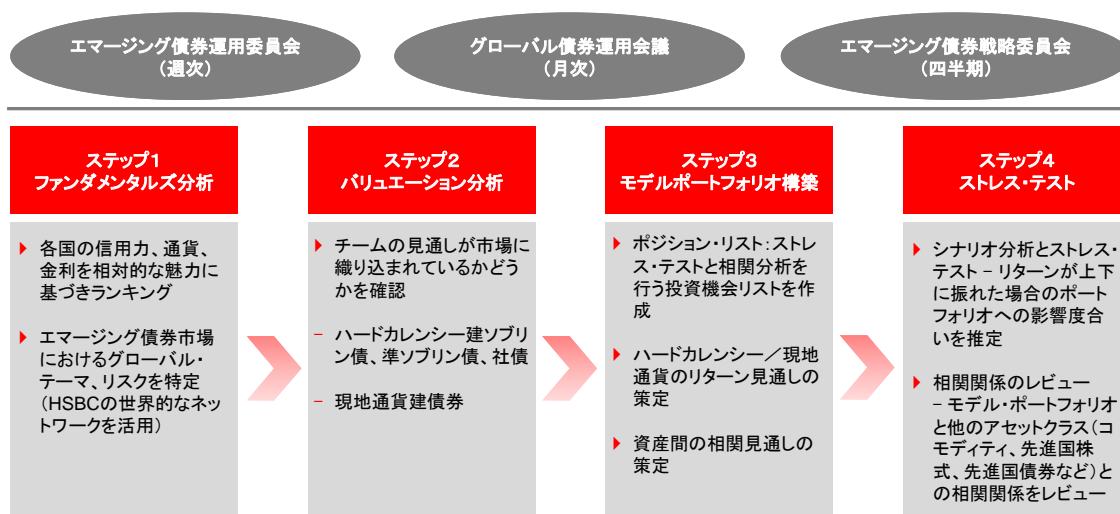 エマージング債券運用委員会
（週次）
グローバル債券運用会議
（月次）
エマージング債券戦略委員会
（四半期）
ステップ1
ファンダメンタルズ分析
各国の信用力、通貨、
金利を相対的な魅力に
基づきランキング
エマージング債券市場
におけるグローバル・
テーマ、リスクを特定
（HSBCの世界的なネッ
トワークを活用）
ステップ2
バリュエーション分析
チームの見通しが市場に
織り込まれているかどう
かを確認
− ハードカレンシー建ソブリ
ン債、準ソブリン債、社債
− 現地通貨建債券
ステップ3
モデルポートフォリオ構築
ポジション・リスト：ストレ
ス・テストと相関分析を
行う投資機会リストを作
成
ハードカレンシー／現地
通貨のリターン見通しの
策定
資産間の相関見通しの
策定
ステップ4
ストレス・テスト
シナリオ分析とストレス・
テスト − リターンが上下
に振れた場合のポート
フォリオへの影響度合
いを推定
相関関係のレビュー
− モデル・ポートフォリオ
と他のアセットクラス（コ
モディティ、先進国株
式、先進国債券など）と
の相関関係をレビュー